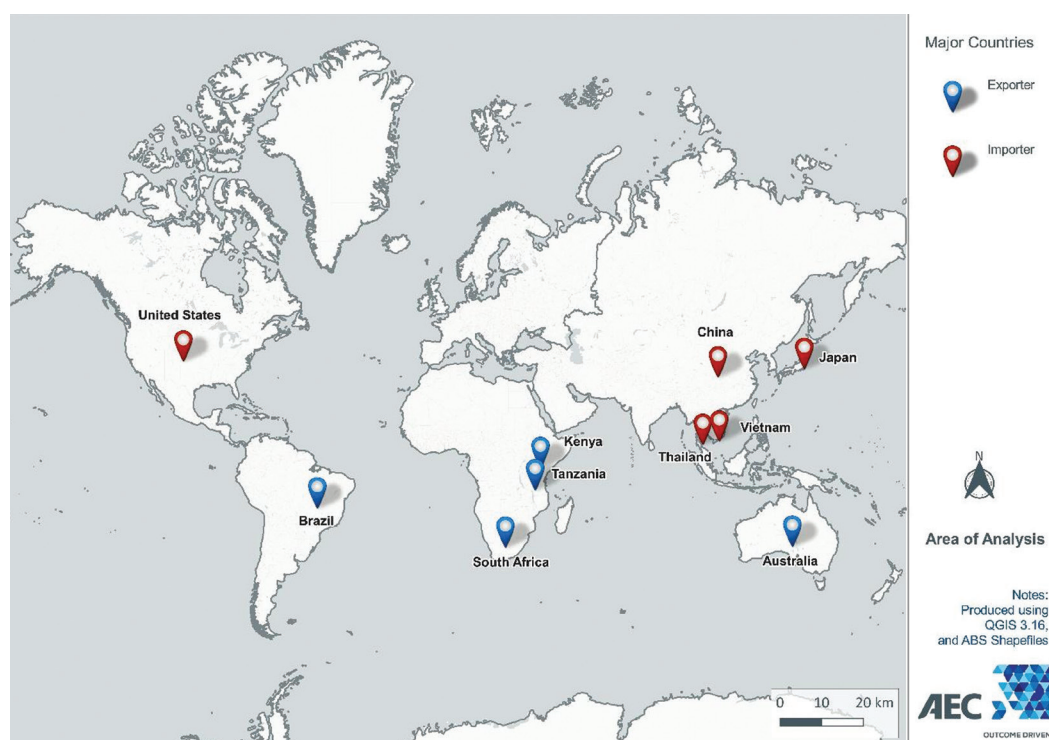 Major Countries
Exporter
Importer
United States
China
Japan
Vietnam
Thailand
Kenya
Tanzania
Brazil
South Africa
Australia
N
Area of Analysis
Notes:
Produced using
QGIS 3.16,
and ABS Shapefiles
0 10 20 km
AEC
OUTCOME DRIVEN